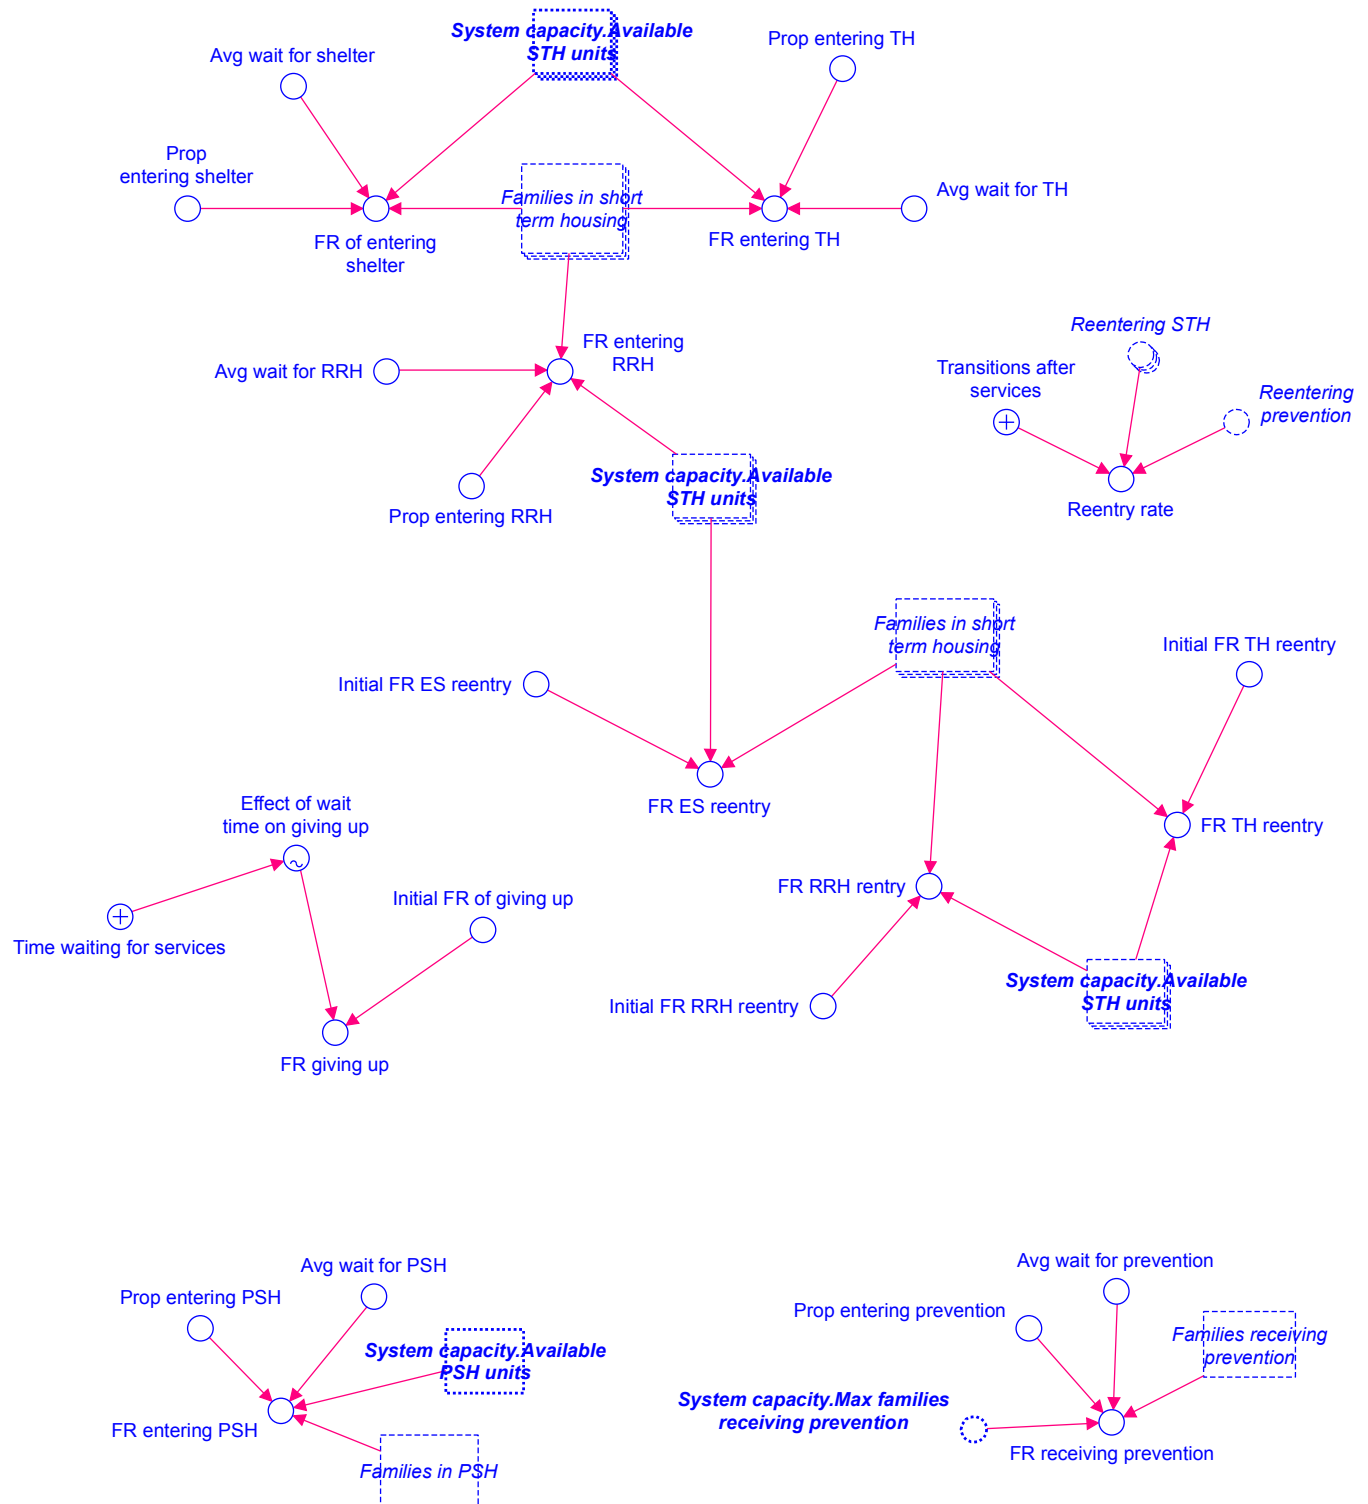 System capacity.Available
STH units
Prop entering TH
Avg wait for shelter
Prop
entering shelter
Families in short
term housing
Avg wait for TH
FR of entering
shelter
FR entering TH
Reentering STH
FR entering
RRH
Avg wait for RRH
Transitions after
services
Reentering
prevention
System capacity.Available
STH units
Prop entering RRH
Reentry rate
Families in short
term housing
Initial FR TH reentry
Initial FR ES reentry
FR ES reentry
Effect of wait
time on giving up
FR TH reentry
FR RRH rentry
Initial FR of giving up
Time waiting for services
System capacity.Available
STH units
Initial FR RRH reentry
FR giving up
Avg wait for PSH
Prop entering PSH
System capacity.Available
PSH units
FR entering PSH
Families in PSH
Avg wait for prevention
Prop entering prevention
Families receiving
prevention
System capacity.Max families
receiving prevention
FR receiving prevention